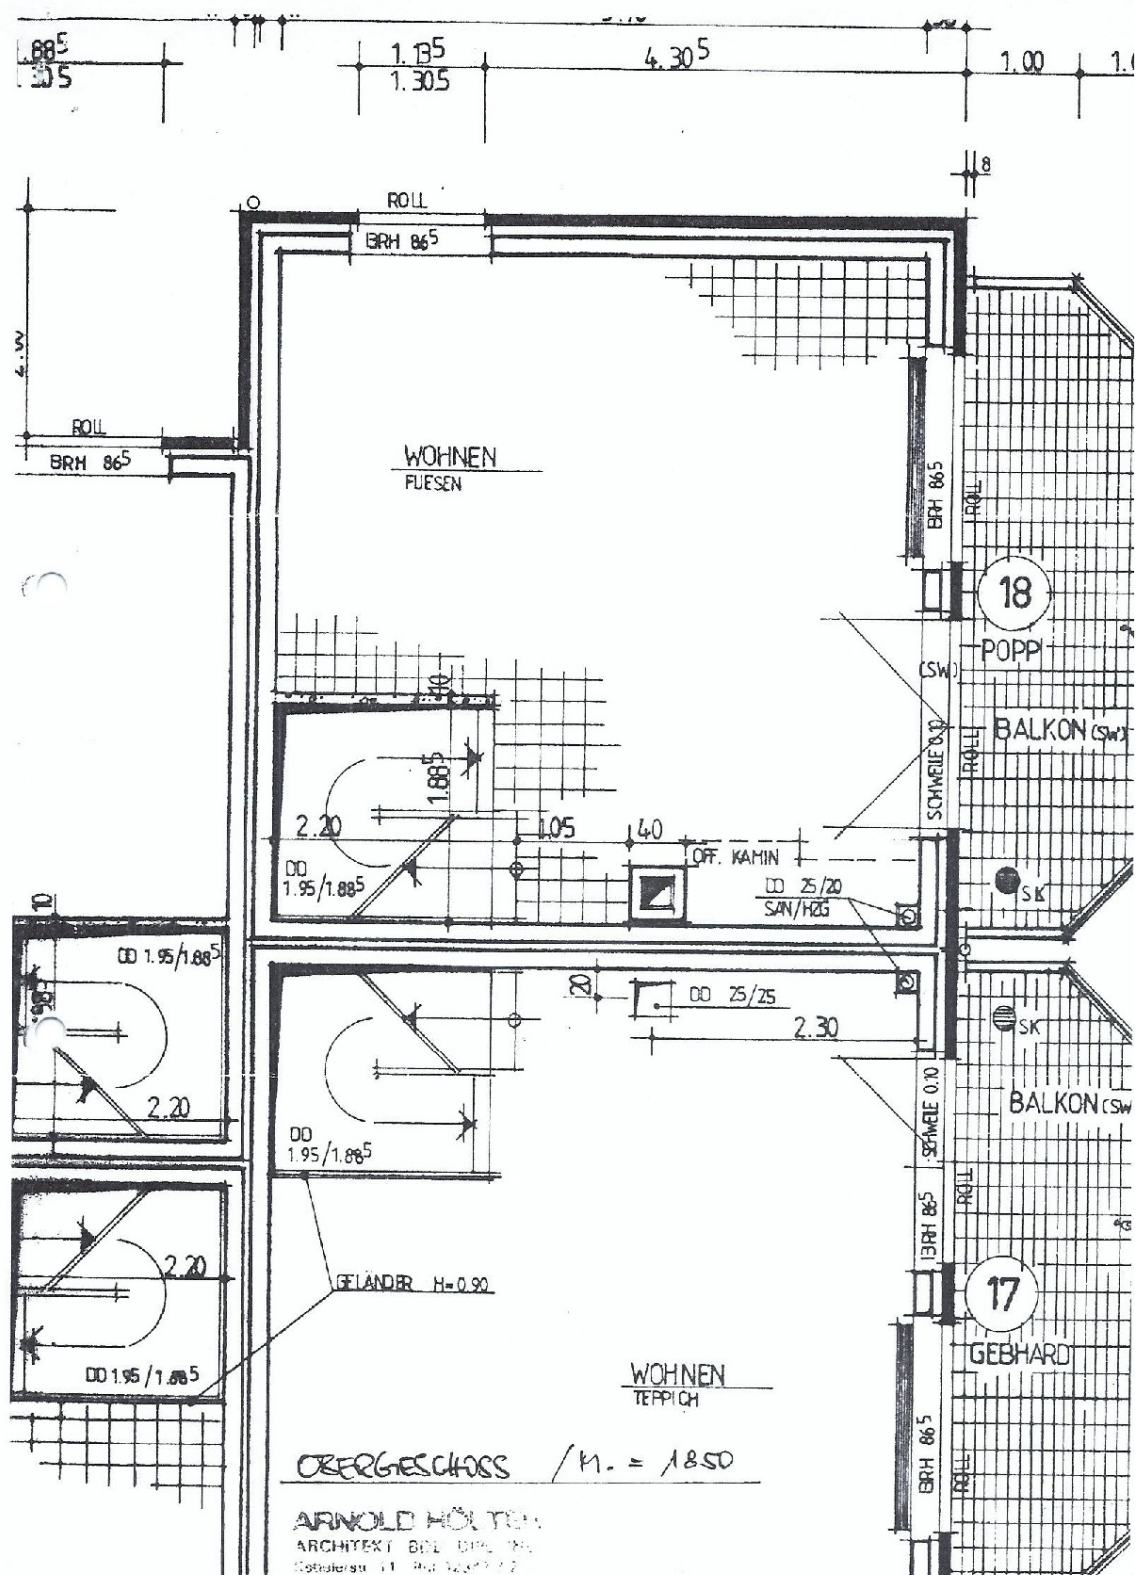 1.13⁵
1.30.5
4.30⁵
1.00
8
ROLL
BRH 86⁵
ROLL
BRH 86⁵
WOHNEN
FLIESEN
BRH 865
ROLL
18
POPP
(SW)
BALKON (SW)
SCHWELLE 0.10
ROLL
10
1.88⁵
2.20
1.05
40
OFF. KAMIN
DD
1.95/1.88⁵
DD 25/20
SAN/HZG
SK
10
DD 1.95/1.88⁵
2.20
20
DD 25/25
2.30
SK
BALKON (SW
SCHWELLE 0.10
ROLL
DD
1.95/1.88⁵
BRH 865
2.20
GELÄNDER H=0.90
17
GEBHARD
DD 1.95/1.88⁵
WOHNEN
TEPPICH
BRH 865
ROLL
OBERGESCHOSS / M. = 1:50
ARNOLD
ARCHITEKT